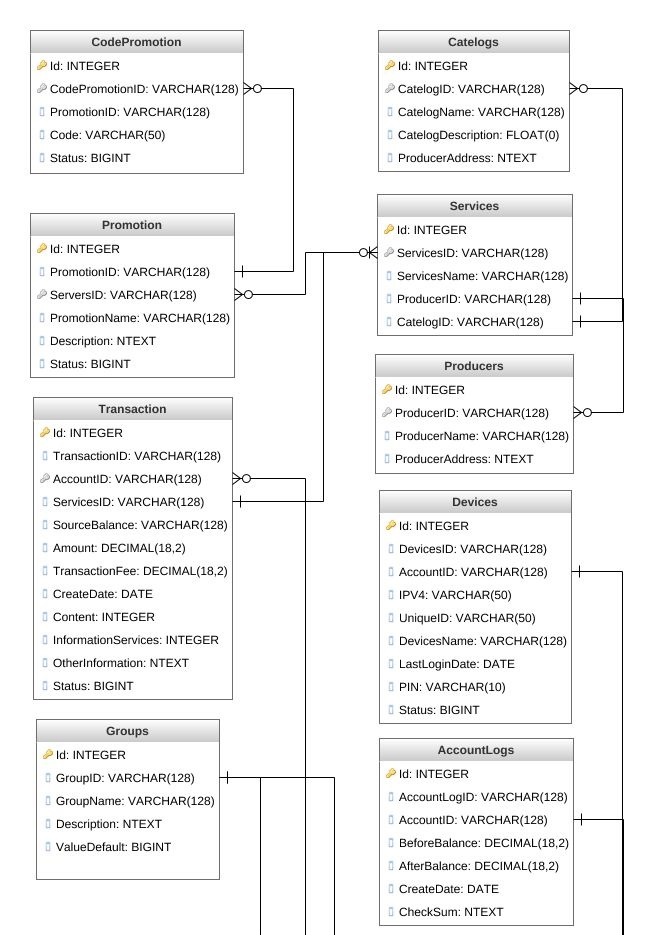 CodePromotion
Id: INTEGER
CodePromotionID: VARCHAR(128)
PromotionID: VARCHAR(128)
Code: VARCHAR(50)
Status: BIGINT
Promotion
Id: INTEGER
PromotionID: VARCHAR(128)
ServersID: VARCHAR(128)
PromotionName: VARCHAR(128)
Description: NTEXT
Status: BIGINT
Transaction
Id: INTEGER
TransactionID: VARCHAR(128)
AccountID: VARCHAR(128)
ServicesID: VARCHAR(128)
SourceBalance: VARCHAR(128)
Amount: DECIMAL(18,2)
TransactionFee: DECIMAL(18,2)
CreateDate: DATE
Content: INTEGER
InformationServices: INTEGER
OtherInformation: NTEXT
Status: BIGINT
Groups
Id: INTEGER
GroupID: VARCHAR(128)
GroupName: VARCHAR(128)
Description: NTEXT
ValueDefault: BIGINT
Catelogs
Id: INTEGER
CatelogID: VARCHAR(128)
CatelogName: VARCHAR(128)
CatelogDescription: FLOAT(0)
ProducerAddress: NTEXT
Services
Id: INTEGER
ServicesID: VARCHAR(128)
ServicesName: VARCHAR(128)
ProducerID: VARCHAR(128)
CatelogID: VARCHAR(128)
Producers
Id: INTEGER
ProducerID: VARCHAR(128)
ProducerName: VARCHAR(128)
ProducerAddress: NTEXT
Devices
Id: INTEGER
DevicesID: VARCHAR(128)
AccountID: VARCHAR(128)
IPV4: VARCHAR(50)
UniqueID: VARCHAR(50)
DevicesName: VARCHAR(128)
LastLoginDate: DATE
PIN: VARCHAR(10)
Status: BIGINT
AccountLogs
Id: INTEGER
AccountLogID: VARCHAR(128)
AccountID: VARCHAR(128)
BeforeBalance: DECIMAL(18,2)
AfterBalance: DECIMAL(18,2)
CreateDate: DATE
CheckSum: NTEXT